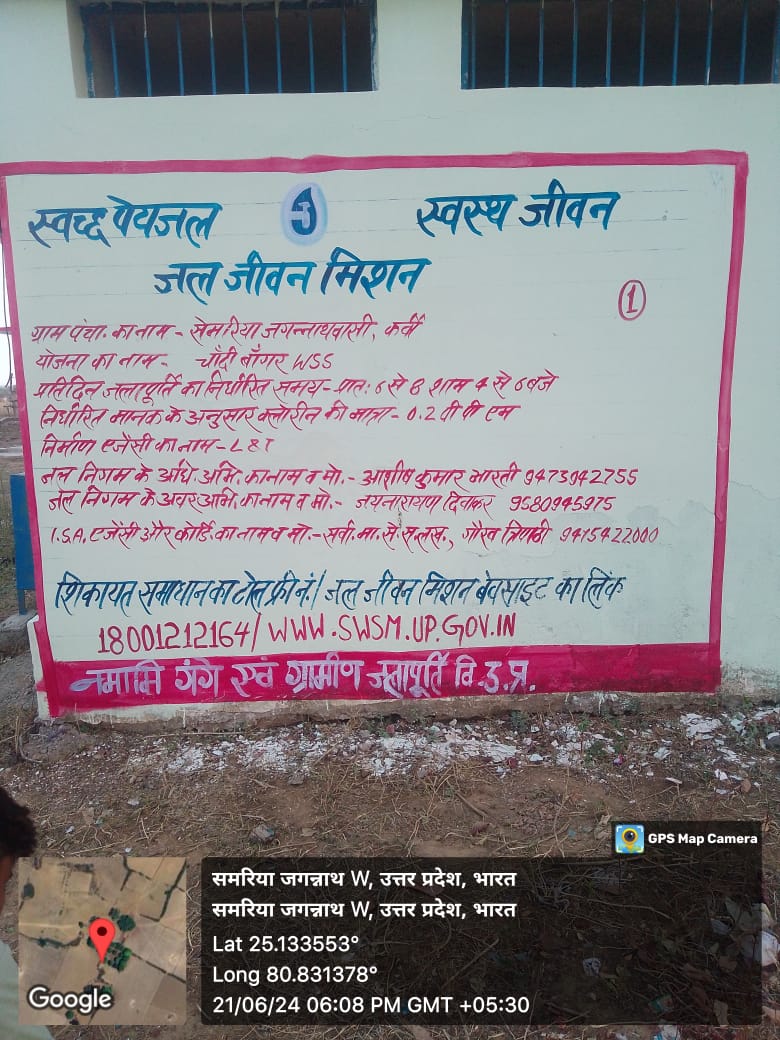 स्वच्छ पेयजल स्वस्थ जीवन
जल जीवन मिशन
1
ग्राम पंचा. का नाम - सेमरिया जगन्नाथवासी, कर्वी
योजना का नाम - चाँदी बाँगर WSS
प्रतिदिन जलापूर्ति का निर्धारित समय - प्रातः 6 से 8 शाम 4 से 6 बजे
निर्धारित मानक के अनुसार क्लोरीन की मात्रा - 0.2 पी पी एम
निर्माण एजेंसी का नाम - L&T
जल निगम के अधि. अभि. का नाम व मो. - आशीष कुमार भारती 9473942755
जल निगम के अवर अभि. का नाम व मो. - जयनारायण दिवाकर 9580945975
I.S.A. एजेंसी और कोर्डि. का नाम व मो. - सर्व. मा. से. स. लख., गौरव त्रिपाठी 9415422000
शिकायत समाधान का टोल फ्री नं./ जल जीवन मिशन बेवसाइट का लिंक
18001212164/ WWW.SWSM.UP.GOV.IN
नमामि गंगे एवं ग्रामीण जलापूर्ति वि. उ. प्र.
GPS Map Camera
समरिया जगन्नाथ W, उत्तर प्रदेश, भारत
समरिया जगन्नाथ W, उत्तर प्रदेश, भारत
Lat 25.133553°
Long 80.831378°
21/06/24 06:08 PM GMT +05:30
Google